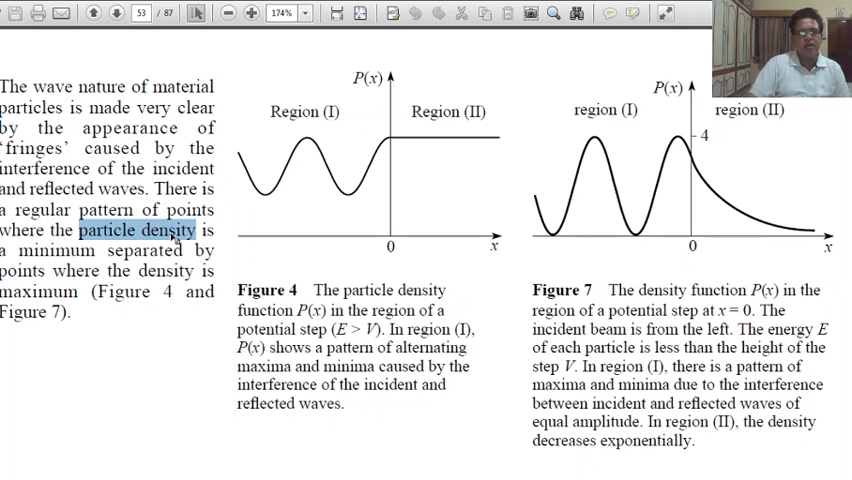 53 / 87
174%
The wave nature of material
particles is made very clear
by the appearance of
‘fringes’ caused by the
interference of the incident
and reflected waves. There is
a regular pattern of points
where the particle density is
a minimum separated by
points where the density is
maximum (Figure 4 and
Figure 7).
P(x)
Region (I)
Region (II)
0
x
Figure 4 The particle density
function P(x) in the region of a
potential step (E > V). In region (I),
P(x) shows a pattern of alternating
maxima and minima caused by the
interference of the incident and
reflected waves.
P(x)
region (I)
region (II)
4
0
x
Figure 7 The density function P(x) in the
region of a potential step at x = 0. The
incident beam is from the left. The energy E
of each particle is less than the height of the
step V. In region (I), there is a pattern of
maxima and minima due to the interference
between incident and reflected waves of
equal amplitude. In region (II), the density
decreases exponentially.